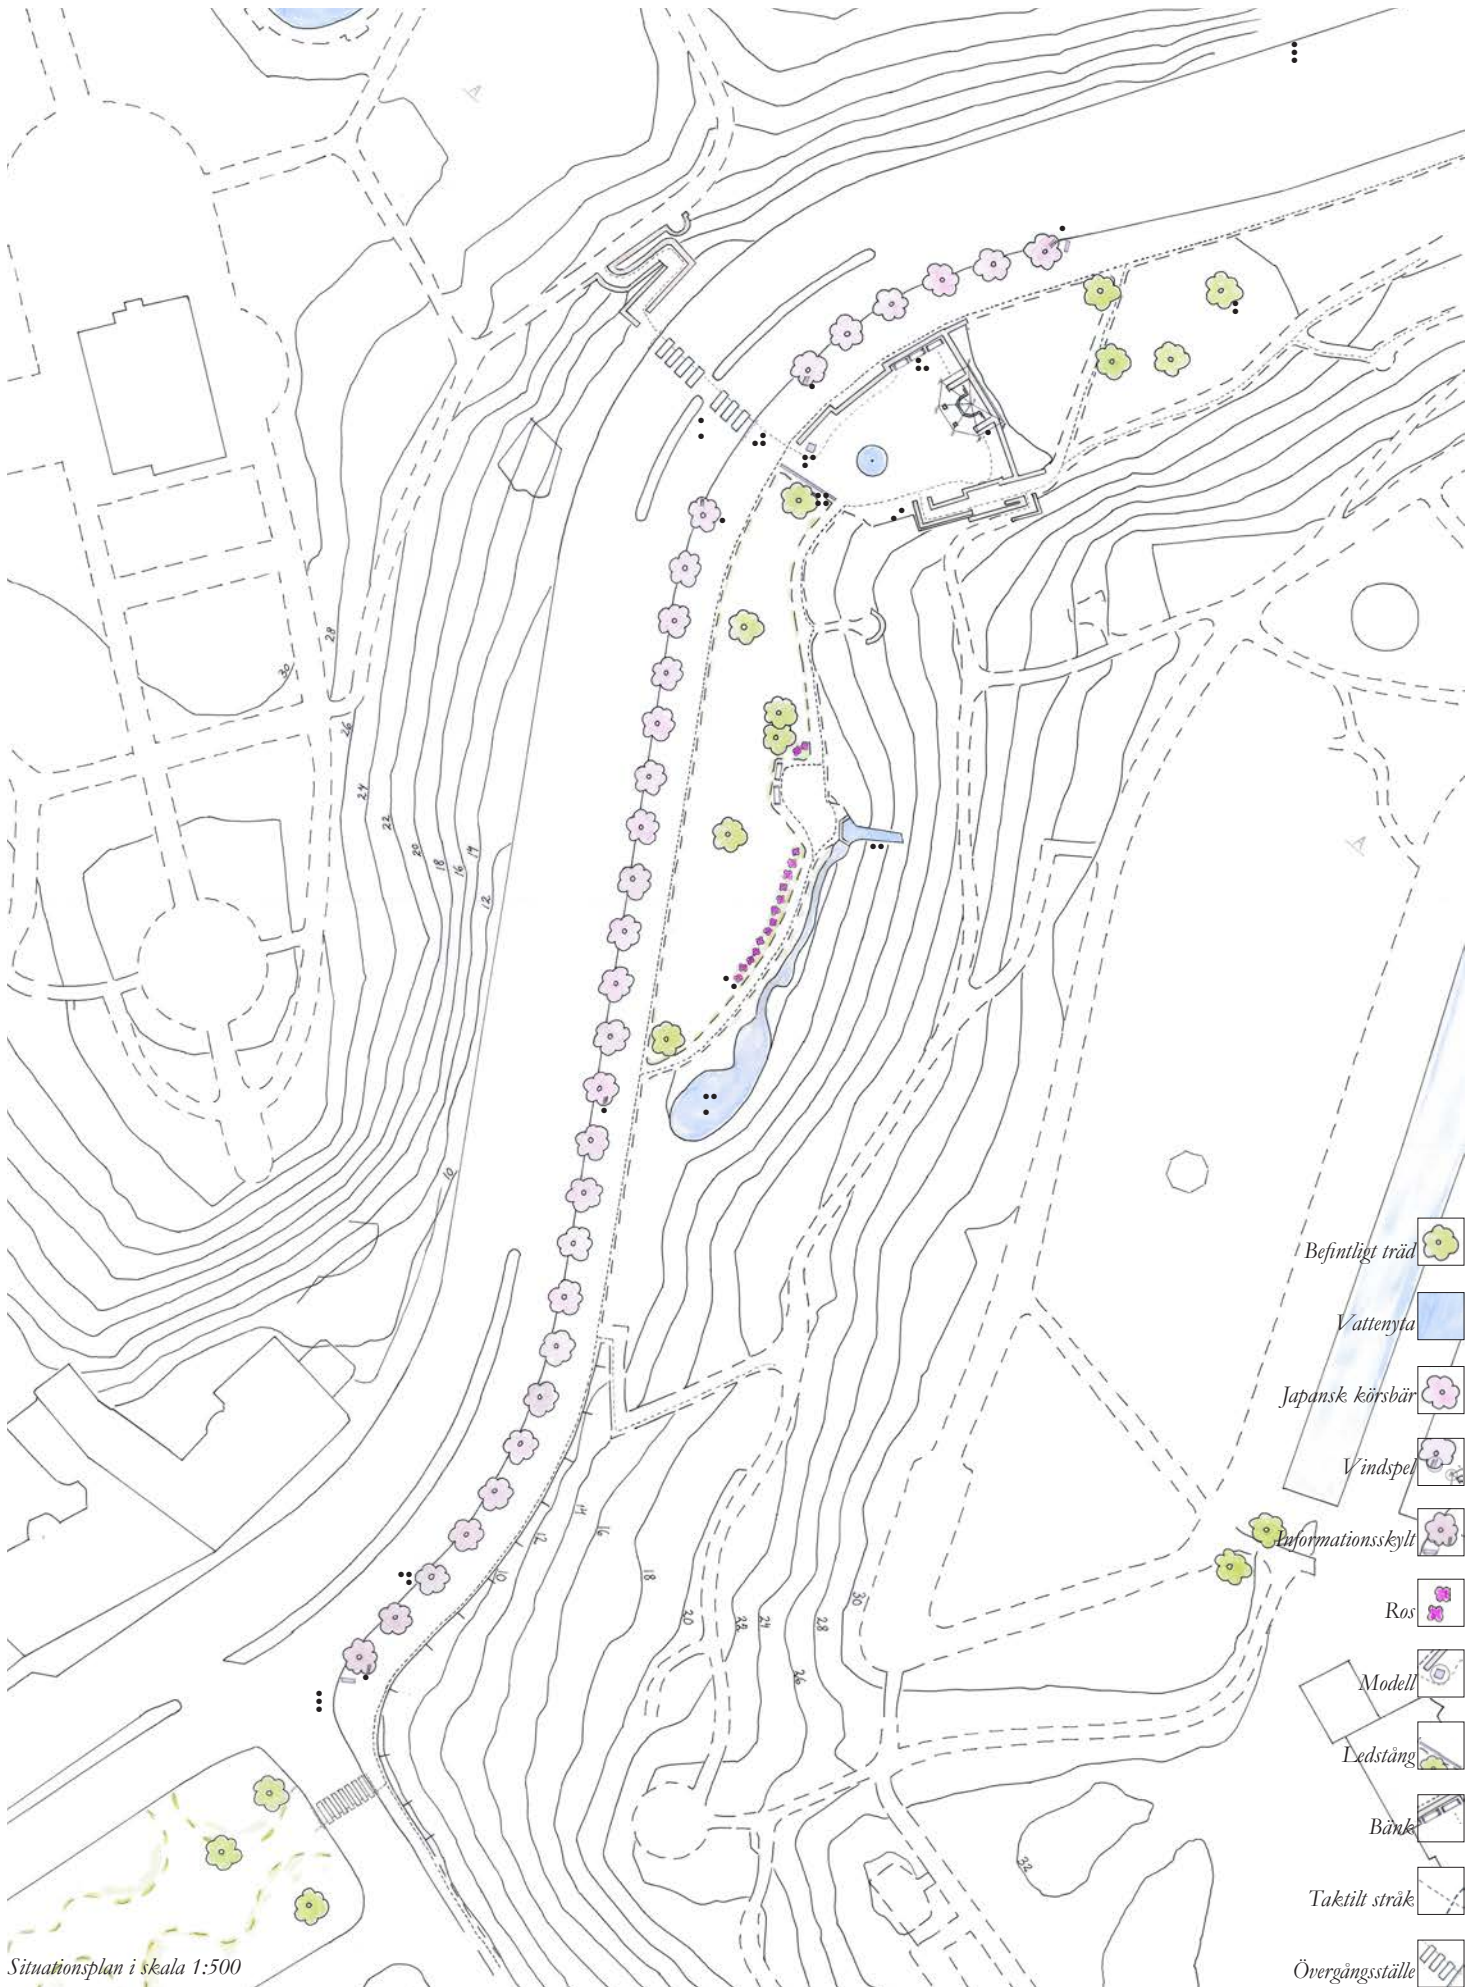 A
28
30
26
24
22
20
18
16
14
12
A
10
Befintligt träd
Vattenyta
Japansk körsbär
Vindspel
Informationsskylt
Ros
Modell
Ledstång
Bänk
Taktilt stråk
Övergångsställe
14
12
16
10
18
20
22
24
28
30
26
32
Situationsplan i skala 1:500